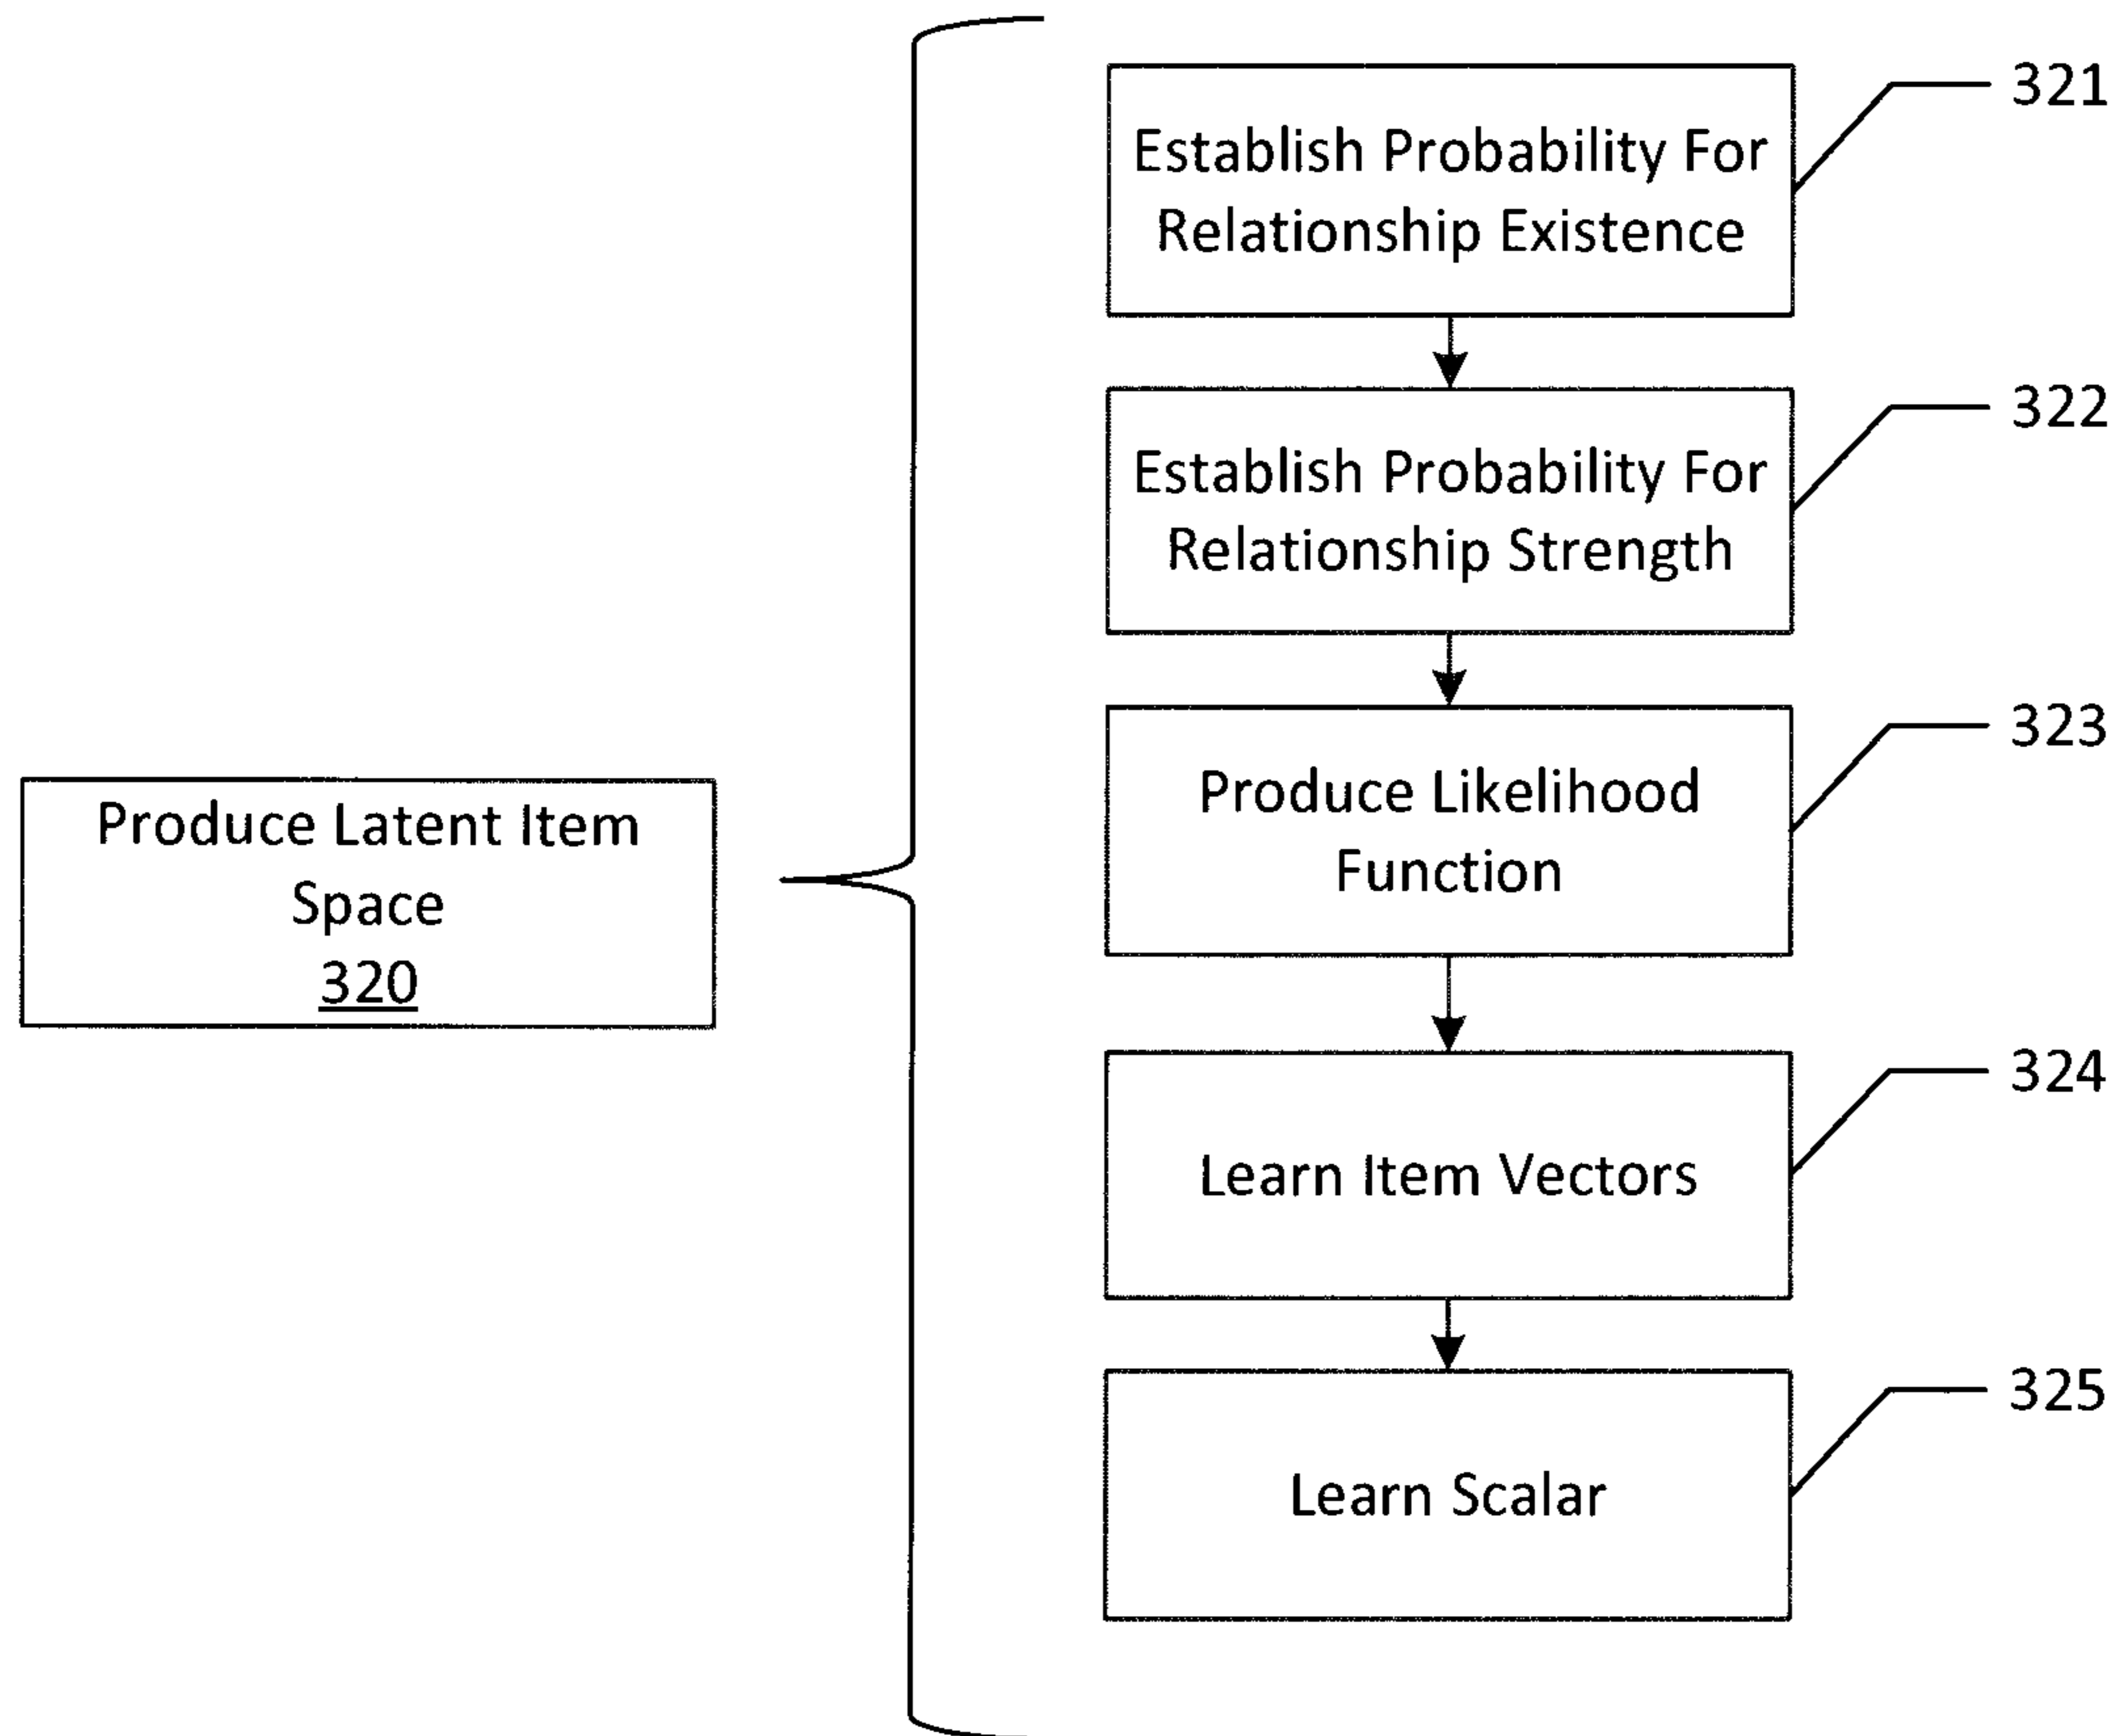 Produce Latent Item
Space
320
Establish Probability For
Relationship Existence
321
Establish Probability For
Relationship Strength
322
Produce Likelihood
Function
323
Learn Item Vectors
324
Learn Scalar
325